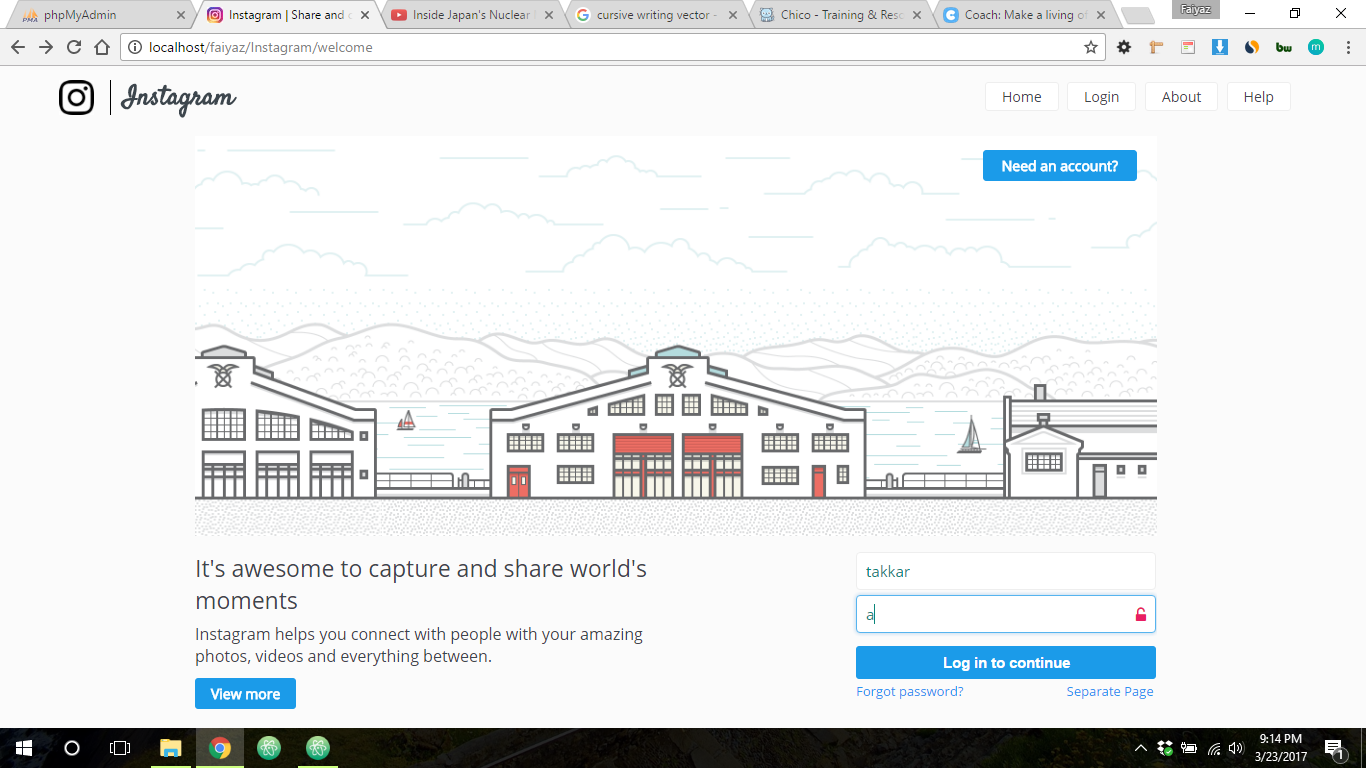 phpMyAdmin
Instagram | Share and
Inside Japan's Nuclear
cursive writing vector -
Chico - Training & Resc
Coach: Make a living of
Faiyaz
localhost/faiyaz/Instagram/welcome
bw
m
Instagram
Home
Login
About
Help
Need an account?
It's awesome to capture and share world's
moments
Instagram helps you connect with people with your amazing
photos, videos and everything between.
View more
takkar
a
Log in to continue
Forgot password?
Separate Page
9:14 PM
3/23/2017
1